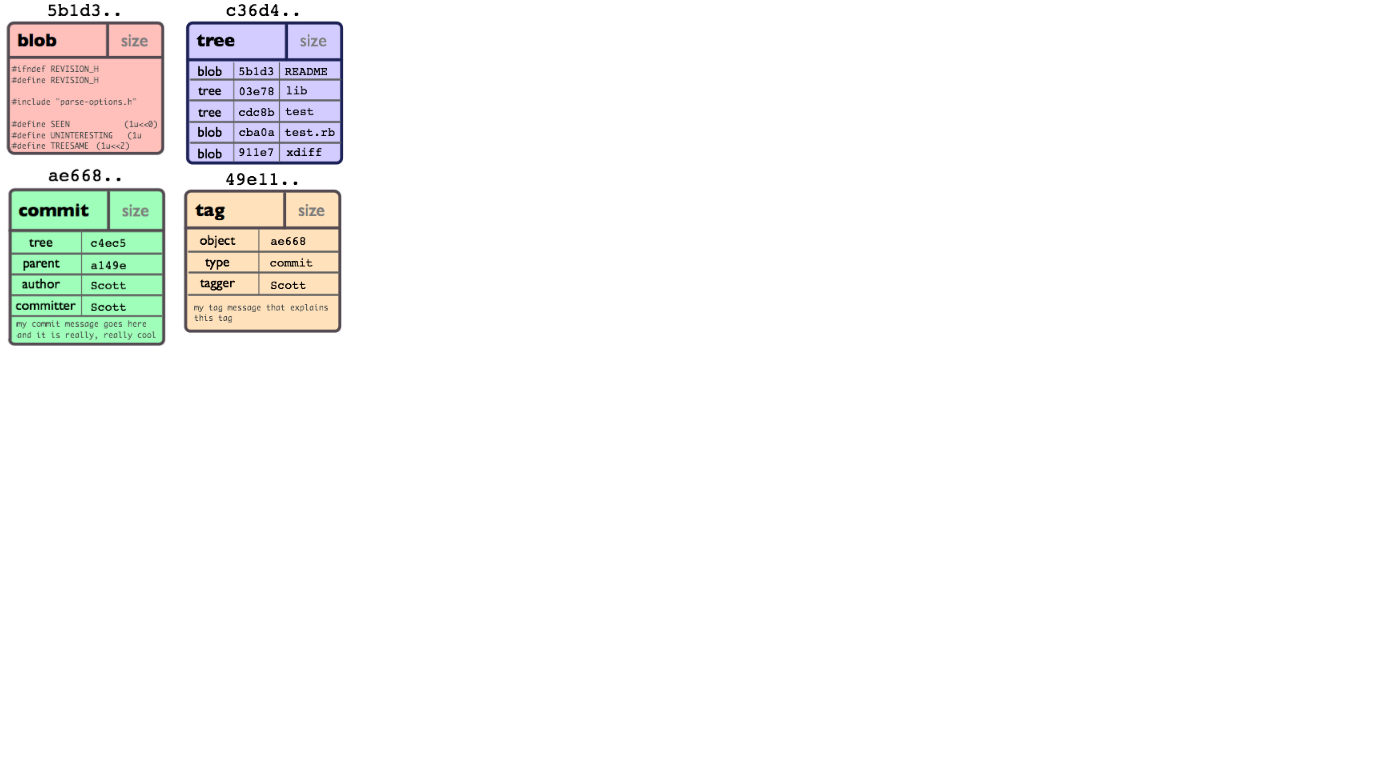 5b1d3..
blob size
#ifndef REVISION_H
#define REVISION_H
#include "parse-options.h"
#define SEEN (1u<<0)
#define UNINTERESTING (1u
#define TREESAME (1u<<2)
c36d4..
tree size
blob 5b1d3 README
tree 03e78 lib
tree cdc8b test
blob cba0a test.rb
blob 911e7 xdiff
ae668..
commit size
tree c4ec5
parent a149e
author Scott
committer Scott
my commit message goes here
and it is really, really cool
49e11..
tag size
object ae668
type commit
tagger Scott
my tag message that explains
this tag